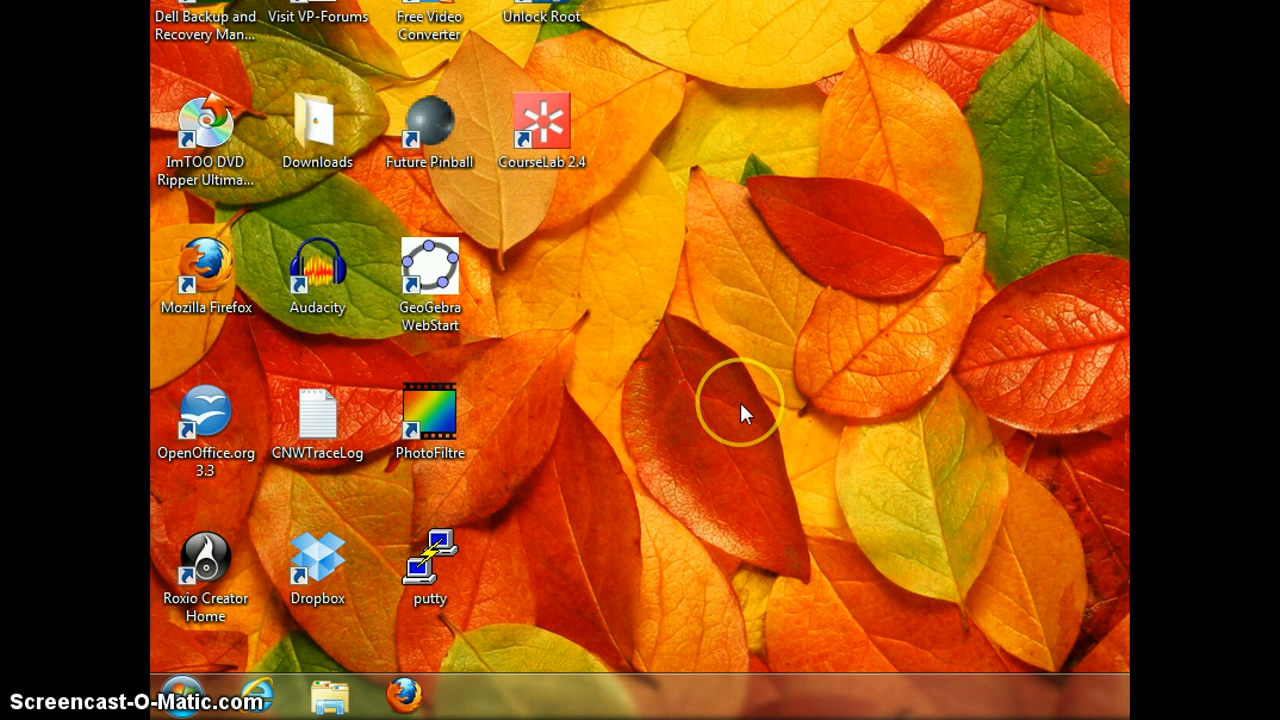 Dell Backup and
Recovery Man...
Visit VP-Forums
Free Video
Converter
Unlock Root
ImTOO DVD
Ripper Ultima...
Downloads
Future Pinball
CourseLab 2.4
Mozilla Firefox
Audacity
GeoGebra
WebStart
OpenOffice.org
3.3
CNWTraceLog
PhotoFiltre
Roxio Creator
Home
Dropbox
putty
Screencast-O-Matic.com